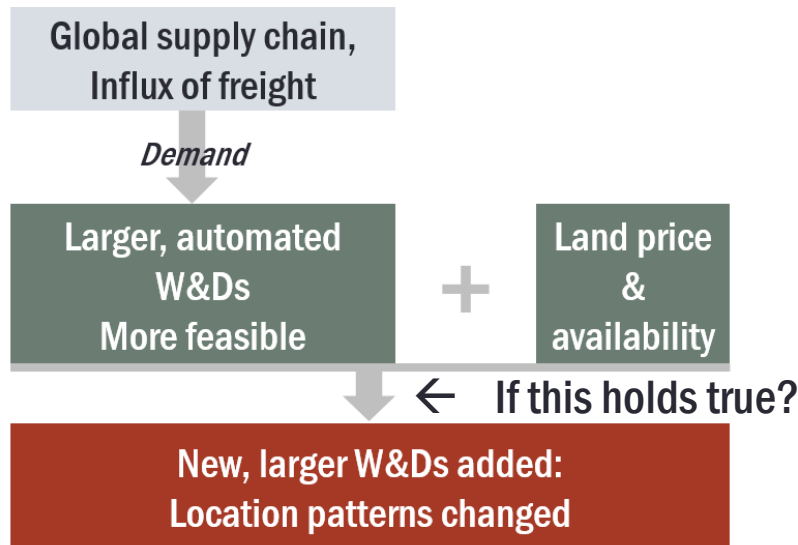 Global supply chain,
Influx of freight
Demand
Larger, automated
W&Ds
More feasible
+
Land price
&
availability
← If this holds true?
New, larger W&Ds added:
Location patterns changed